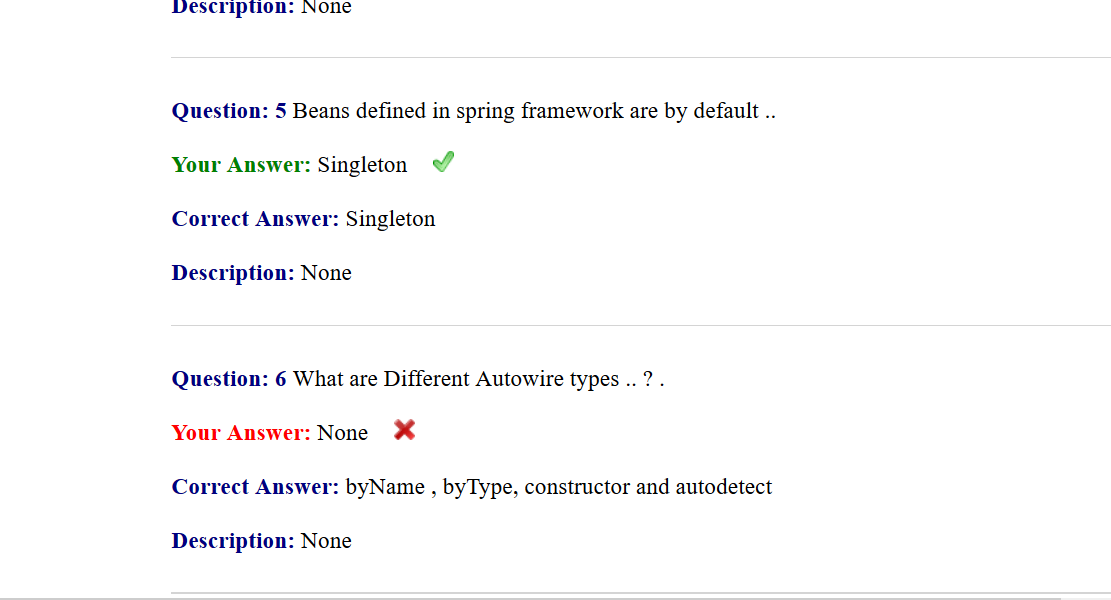 Description: None
Question: 5 Beans defined in spring framework are by default ..
Your Answer: Singleton
Correct Answer: Singleton
Description: None
Question: 6 What are Different Autowire types .. ? .
Your Answer: None
Correct Answer: byName , byType, constructor and autodetect
Description: None